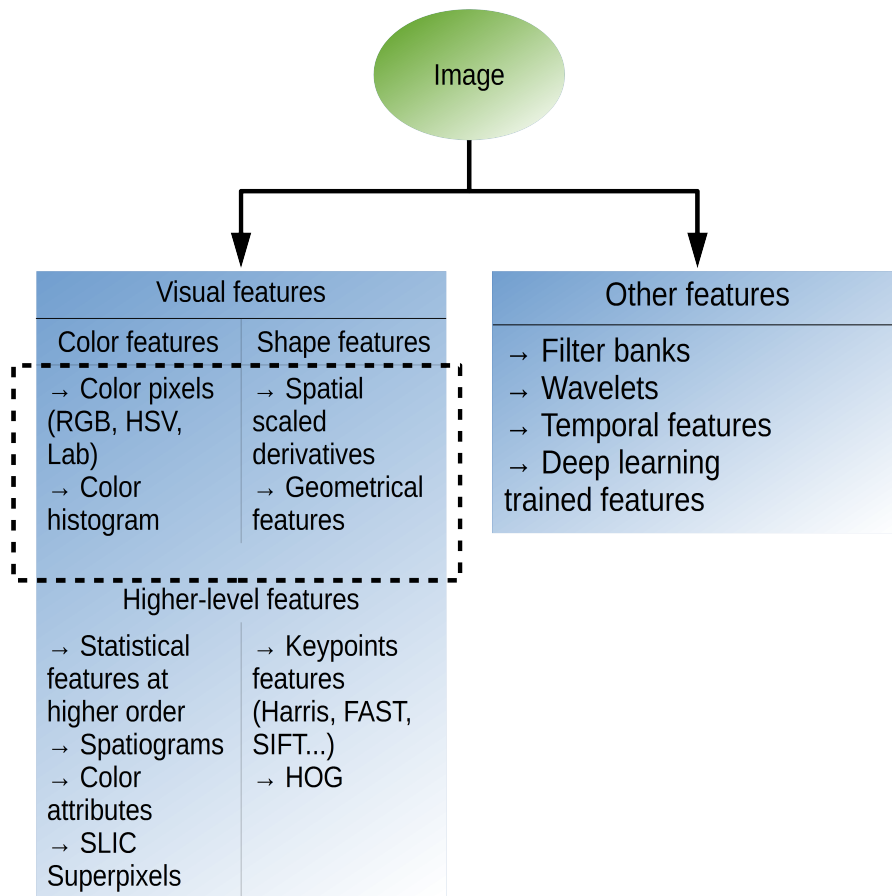 Image
Visual features
Color features
Shape features
→ Color pixels
(RGB, HSV,
Lab)
→ Color
histogram
→ Spatial
scaled
derivatives
→ Geometrical
features
Higher-level features
→ Statistical
features at
higher order
→ Spatiograms
→ Color
attributes
→ SLIC
Superpixels
→ Keypoints
features
(Harris, FAST,
SIFT...)
→ HOG
Other features
→ Filter banks
→ Wavelets
→ Temporal features
→ Deep learning
trained features